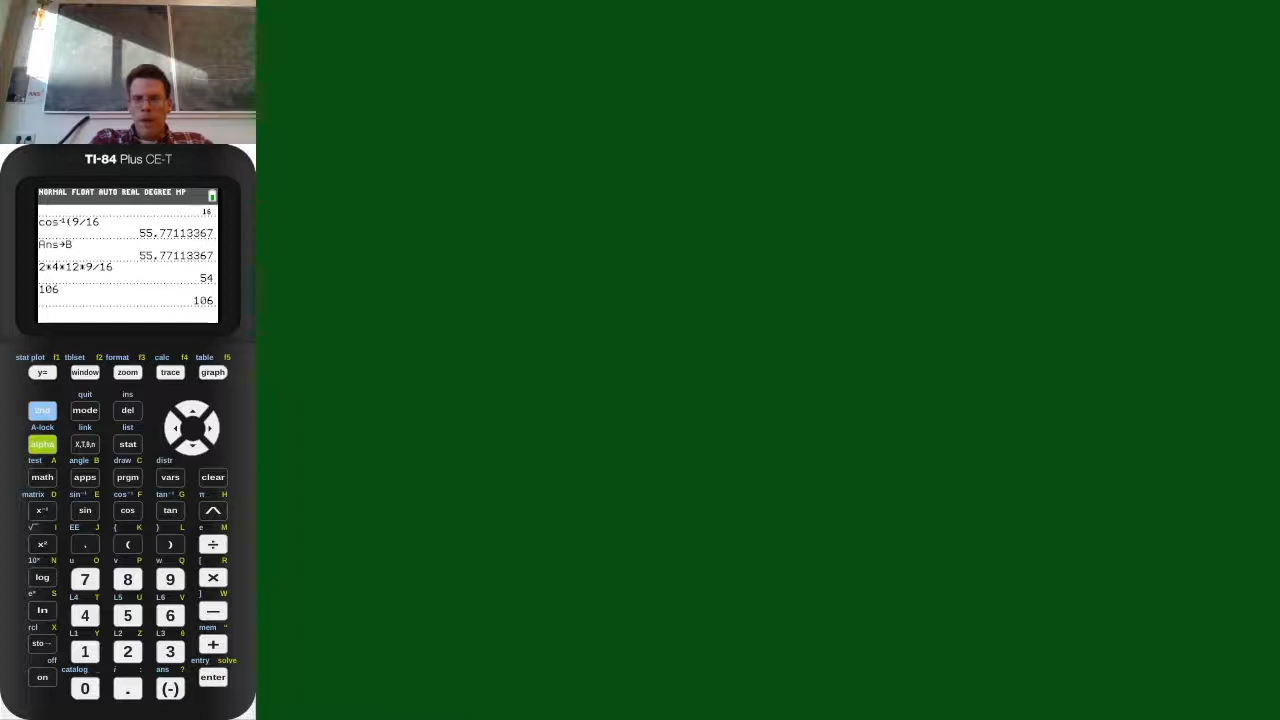 TI-84 Plus CE-T
NORMAL FLOAT AUTO REAL DEGREE MP
16
cos⁻¹(9/16
55.77113367
Ans→B
55.77113367
2*4*12*9/16
54
106
106
stat plot f1 tblset f2 format f3 calc f4 table f5
y= window zoom trace graph
quit ins
2nd mode del
A-lock link list
alpha X,T,θ,n stat
test A angle B draw C distr
math apps prgm vars clear
matrix D sin⁻¹ E cos⁻¹ F tan⁻¹ G π H
x⁻¹ sin cos tan ^
√ I EE J { K } L e M
x² , ( ) ÷
10ˣ N u O v P w Q [ R
log 7 8 9 ×
eˣ S L4 T L5 U L6 V ] W
ln 4 5 6 —
rcl X L1 Y L2 Z L3 θ mem "
sto→ 1 2 3 +
off catalog _ i : ans ? entry solve
on 0 . (-) enter